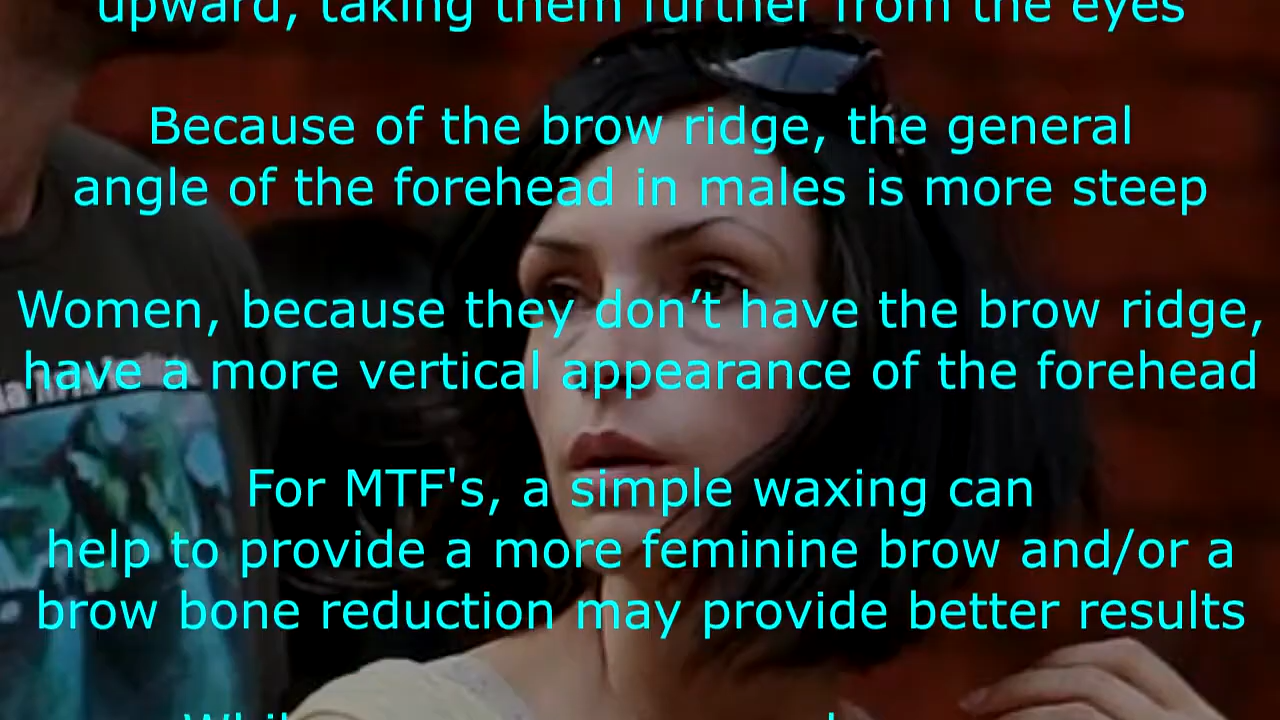 upward, taking them further from the eyes
Because of the brow ridge, the general
angle of the forehead in males is more steep
Women, because they don’t have the brow ridge,
have a more vertical appearance of the forehead
For MTF's, a simple waxing can
help to provide a more feminine brow and/or a
brow bone reduction may provide better results